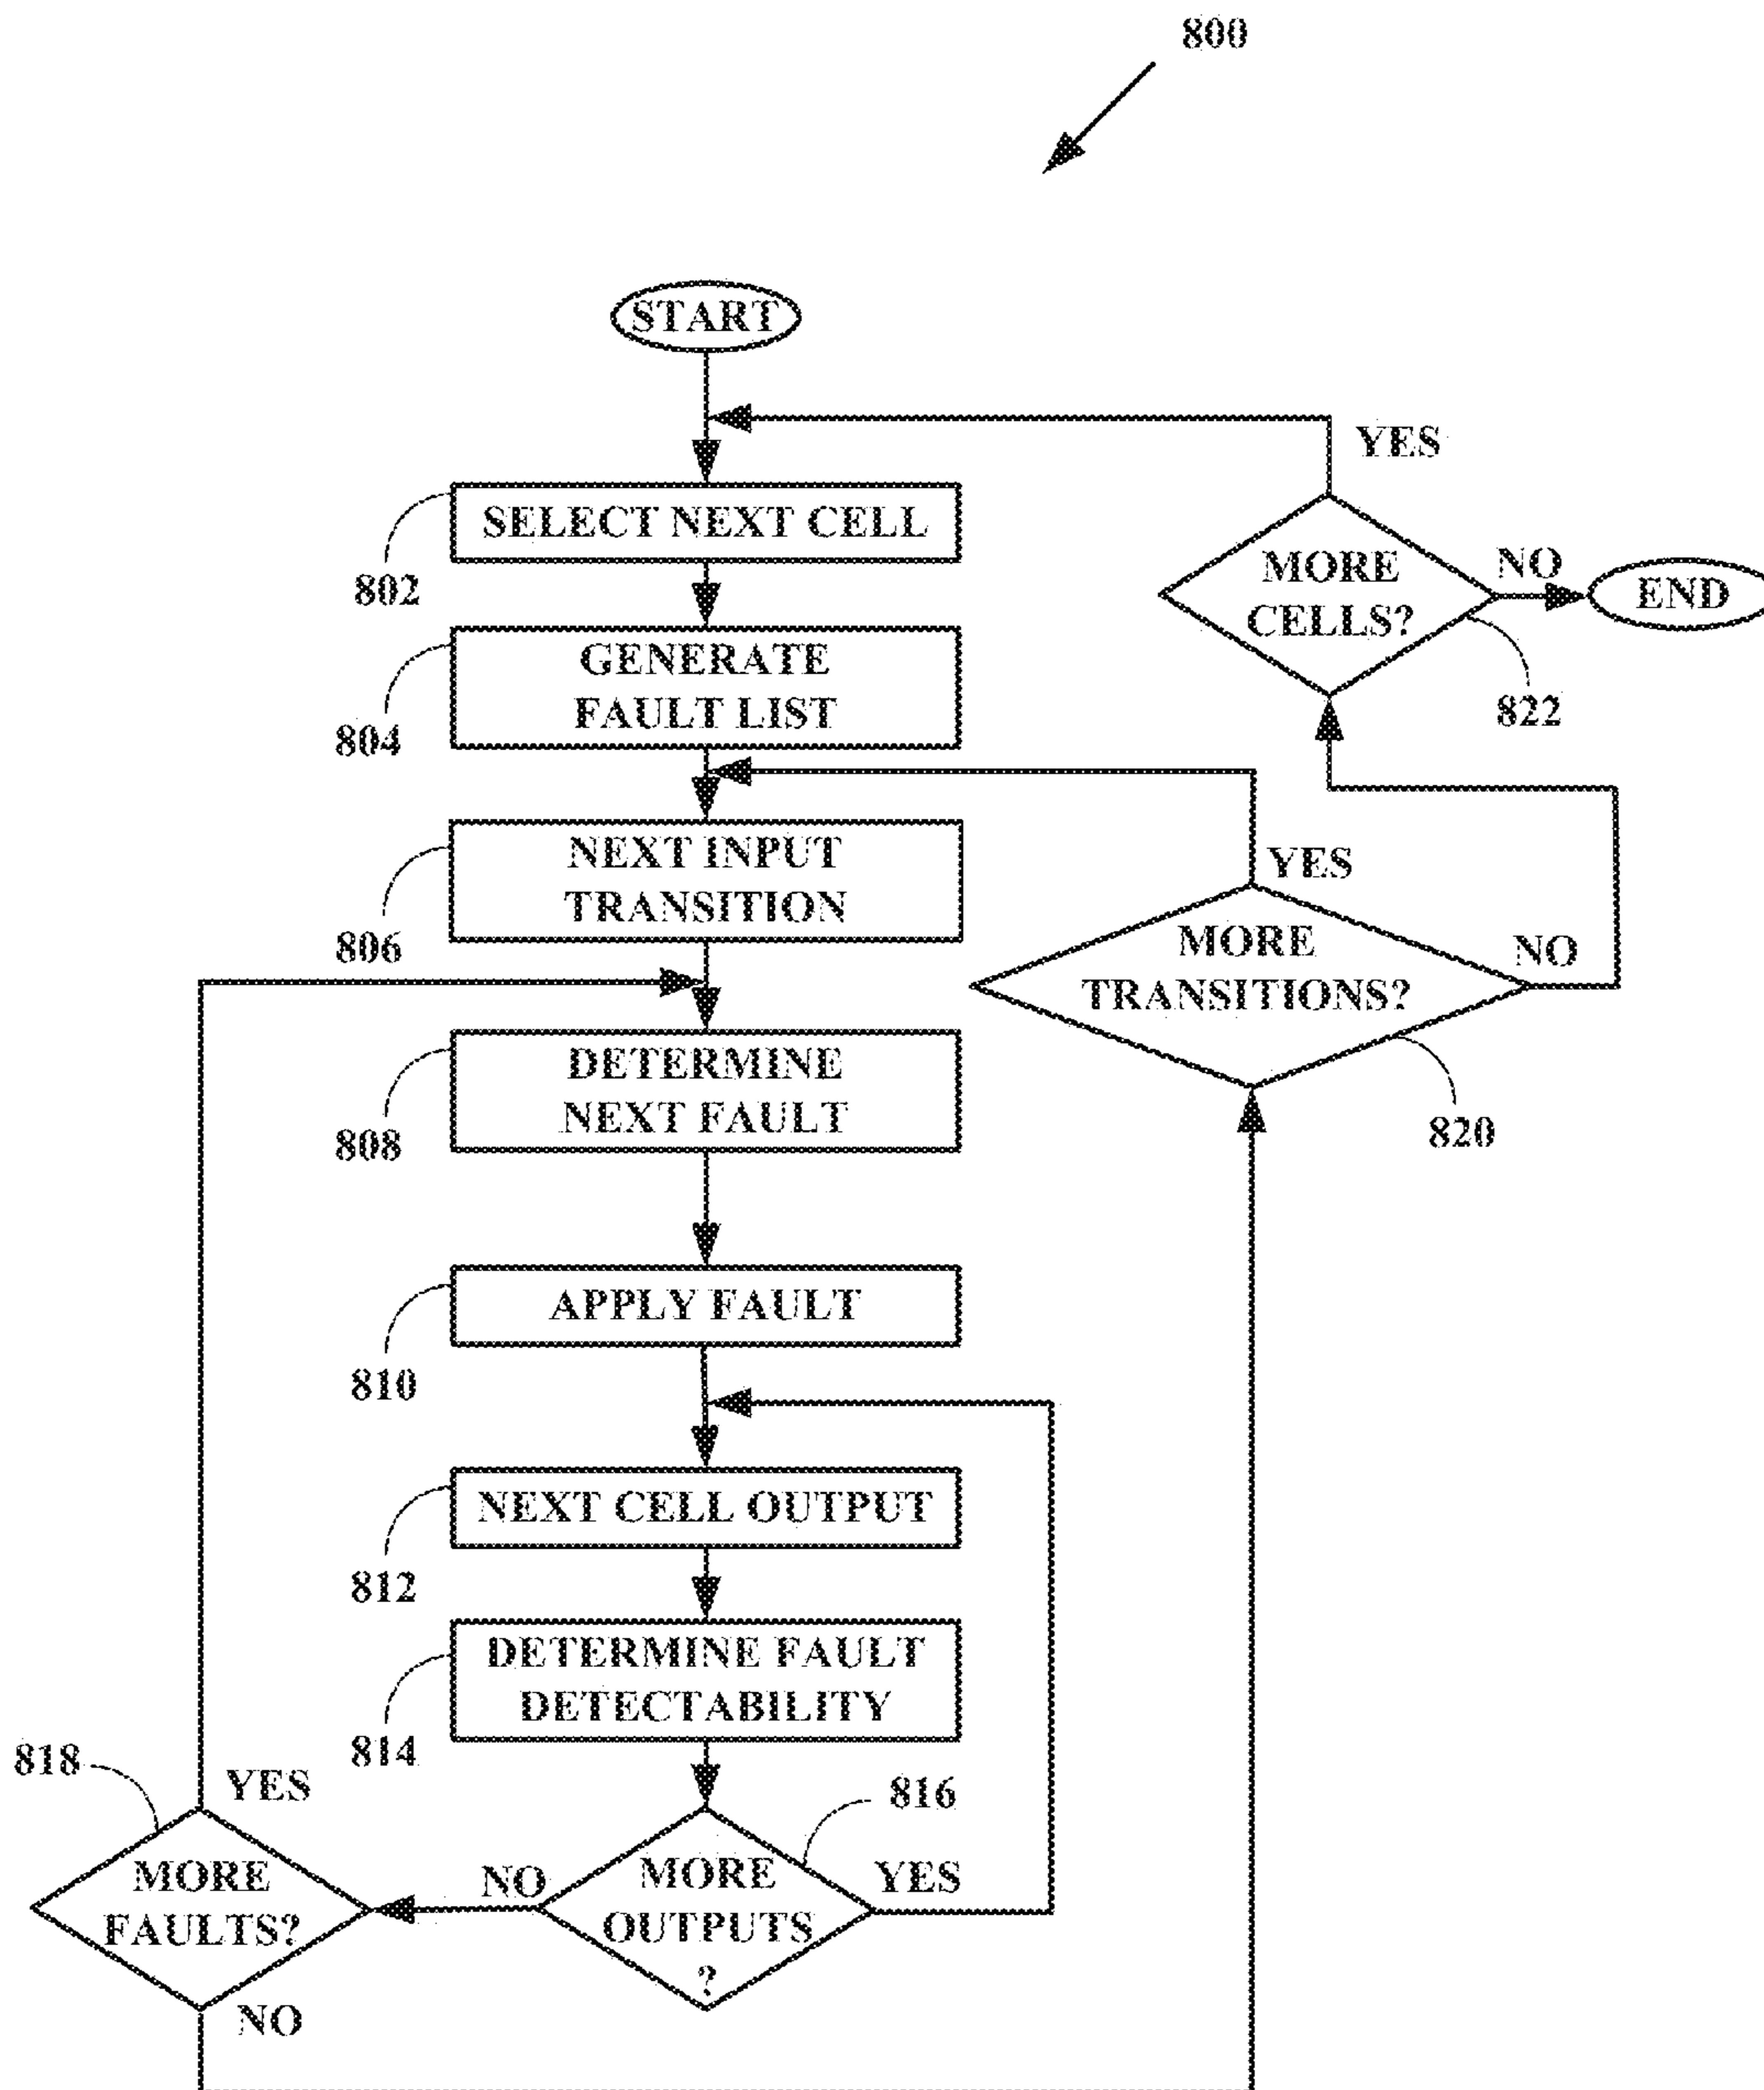 800
START
YES
SELECT NEXT CELL
802
MORE
CELLS?
NO
END
822
GENERATE
FAULT LIST
804
NEXT INPUT
TRANSITION
806
YES
MORE
TRANSITIONS?
NO
820
DETERMINE
NEXT FAULT
808
APPLY FAULT
810
NEXT CELL OUTPUT
812
DETERMINE FAULT
DETECTABILITY
814
818
YES
816
MORE
FAULTS?
NO
MORE
OUTPUTS
?
YES
NO